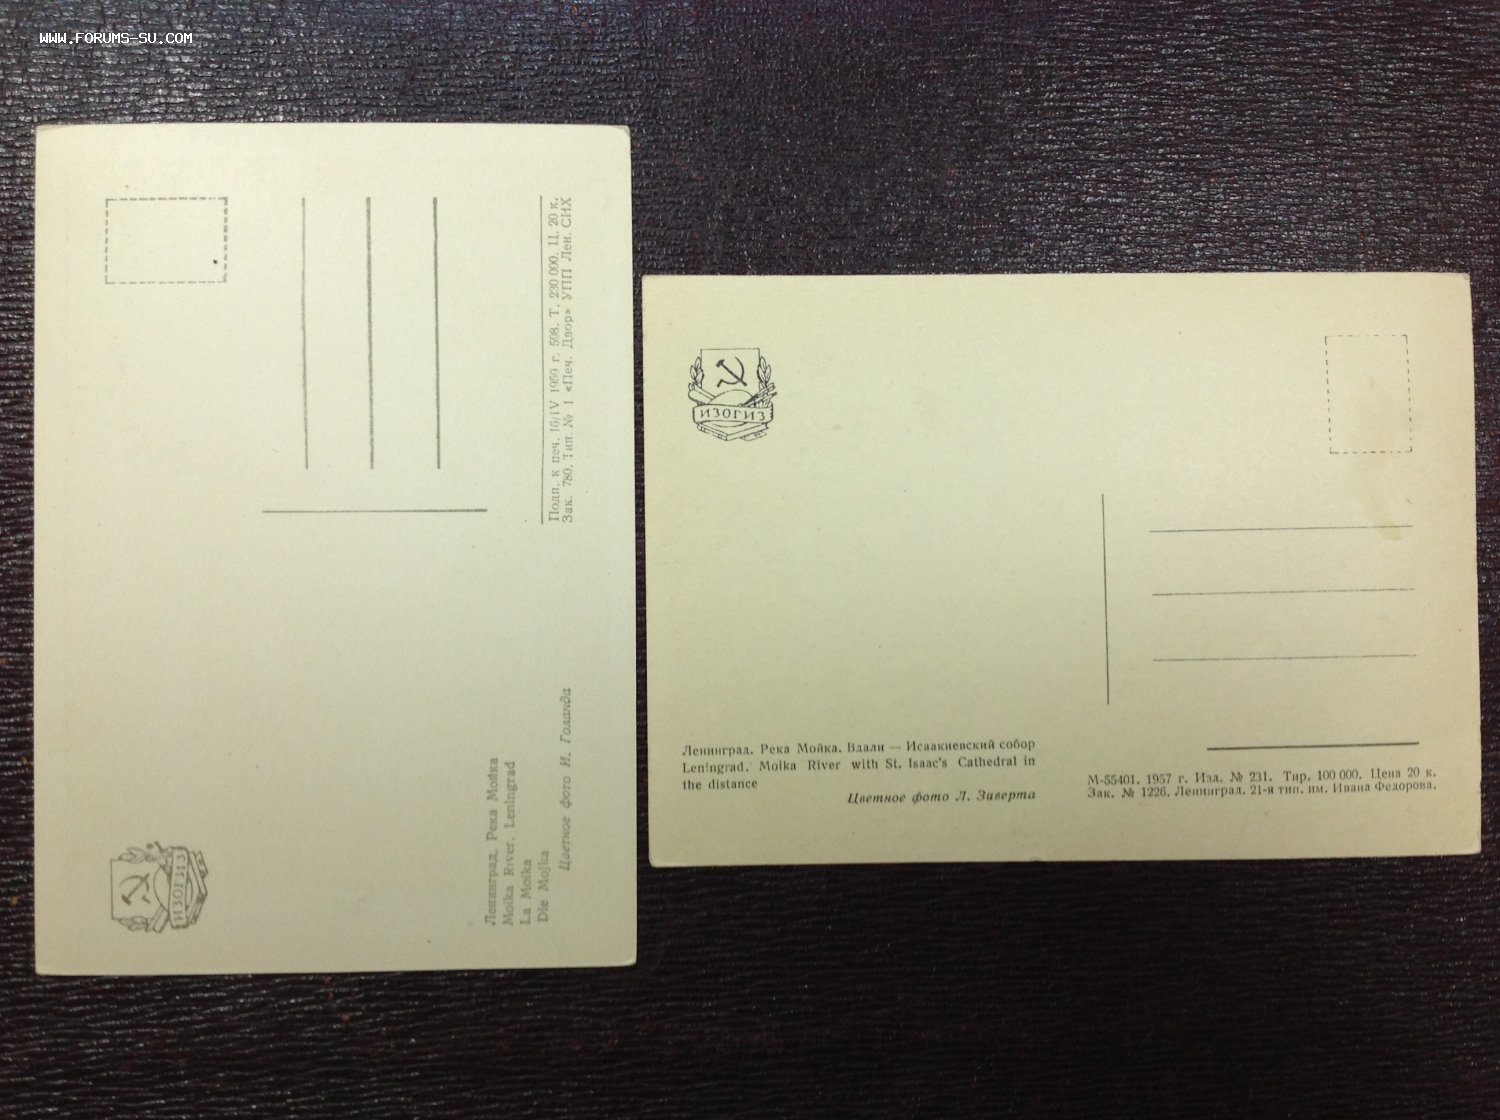 WWW.FORUMS-SU.COM
Подп. к печ. 16/IV 1959 г. 598. Т. 230 000. Ц. 20 к.
Зак. 780. Тип. № 1 «Печ. Двор» УПП Лен. СНХ
ИЗОГИЗ
Ленинград. Река Мойка
Moika River. Leningrad
La Moika
Die Mojka
Цветное фото Н. Голанда
ИЗОГИЗ
Ленинград. Река Мойка. Вдали — Исаакиевский собор
Leningrad. Moika River with St. Isaac's Cathedral in
the distance
Цветное фото Л. Зиверта
М-55401. 1957 г. Изд. № 231. Тир. 100 000. Цена 20 к.
Зак. № 1226. Ленинград. 21-я тип. им. Ивана Федорова.